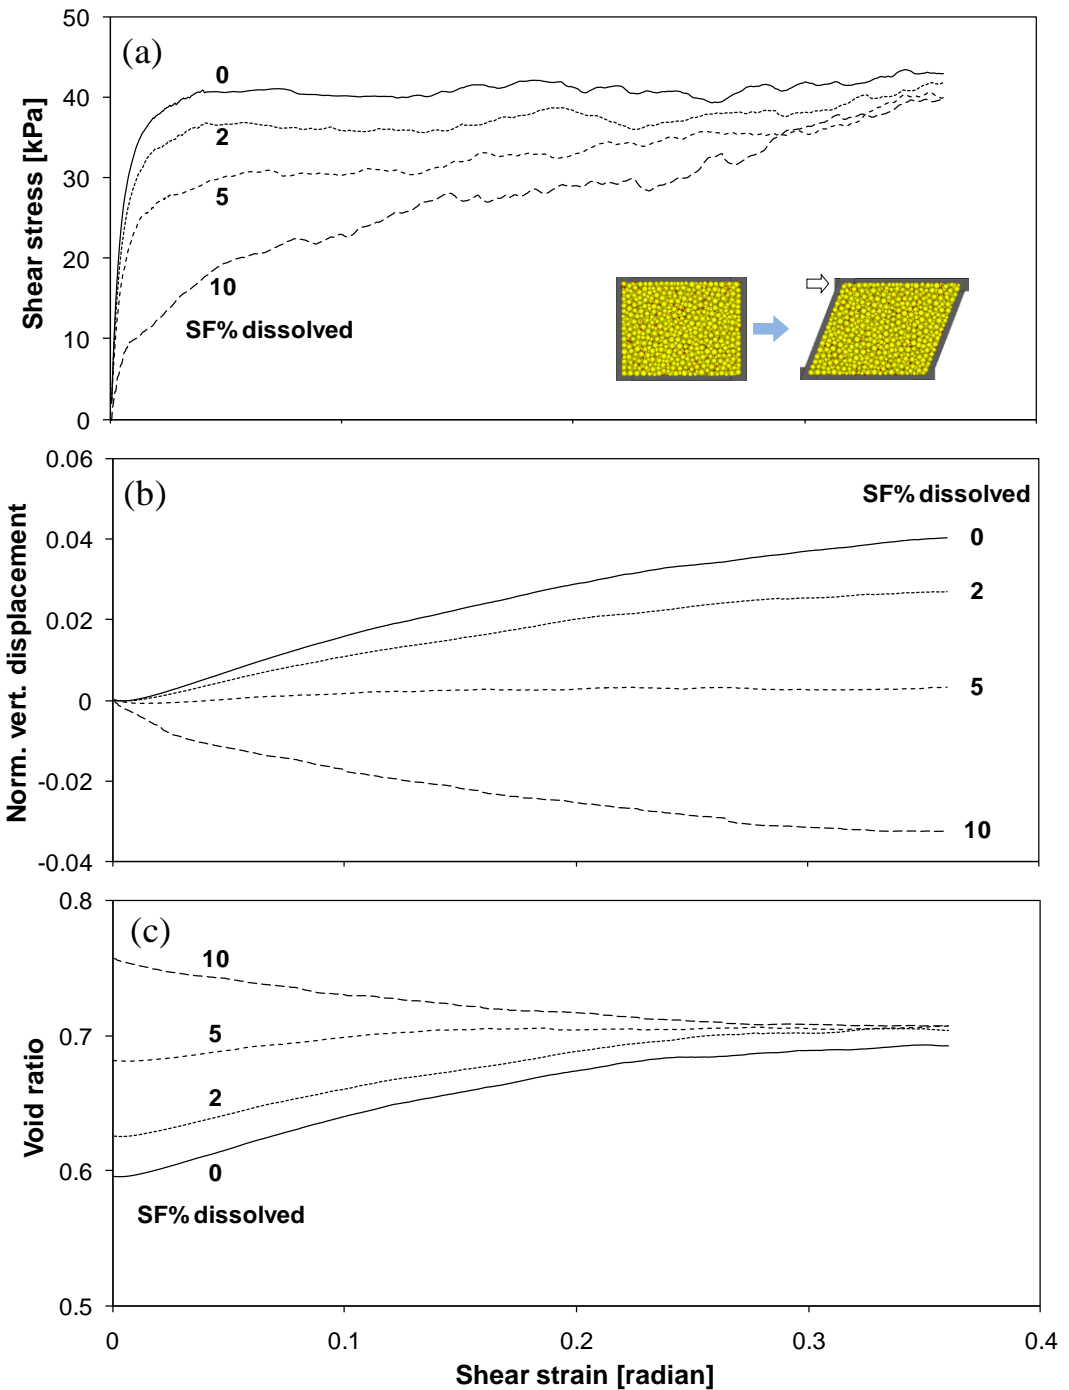 50
(a)
0
40
2
30
5
20
10
SF% dissolved
10
0
Shear stress [kPa]
0.06
(b)
SF% dissolved
0
0.04
2
0.02
5
0
-0.02
10
-0.04
Norm. vert. displacement
0.8
(c)
10
5
0.7
2
0.6
0
SF% dissolved
0.5
Void ratio
0 0.1 0.2 0.3 0.4
Shear strain [radian]